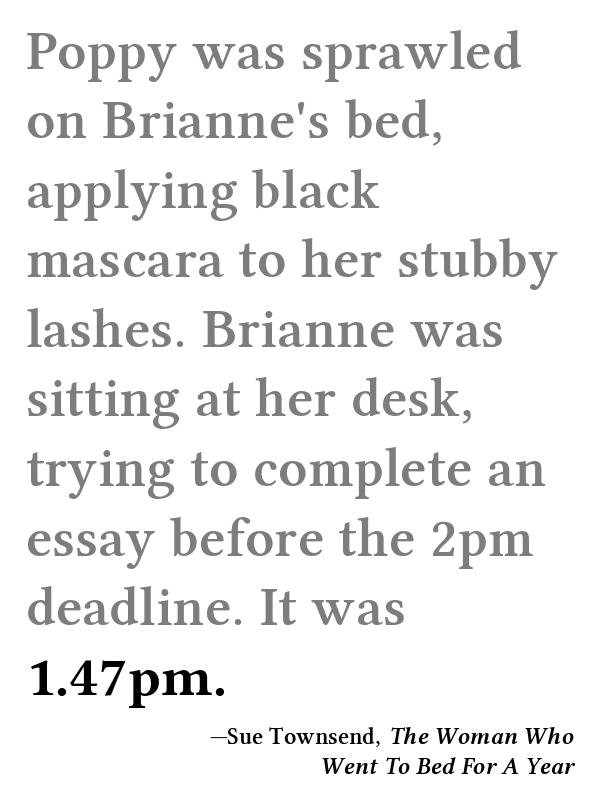 Poppy was sprawled
on Brianne's bed,
applying black
mascara to her stubby
lashes. Brianne was
sitting at her desk,
trying to complete an
essay before the 2pm
deadline. It was
1.47pm.
—Sue Townsend, The Woman Who
Went To Bed For A Year